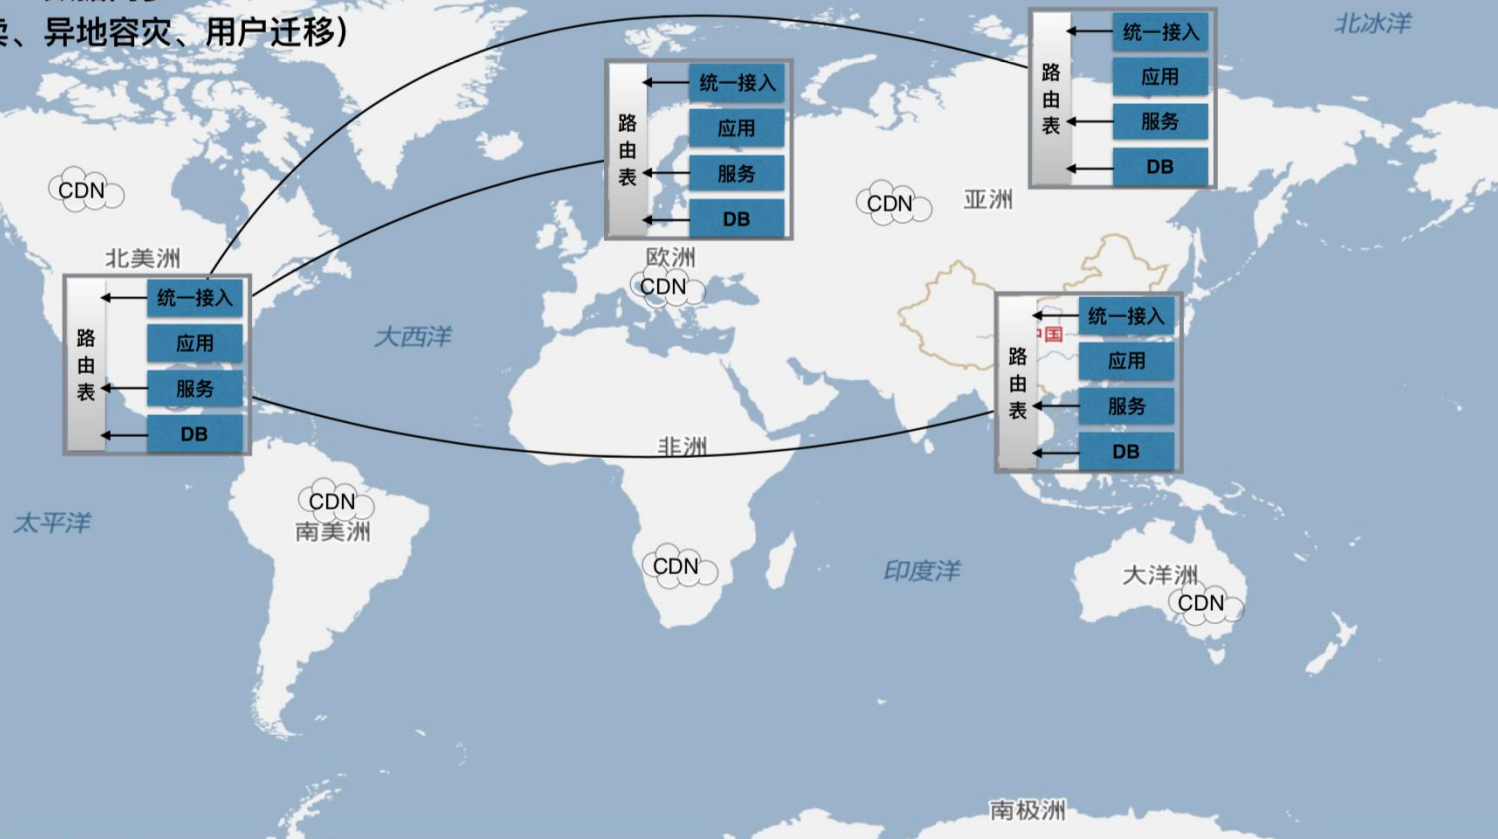 、异地容灾、用户迁移）
北冰洋
路由表
统一接入
应用
服务
DB
路由表
统一接入
应用
服务
DB
CDN
北美洲
CDN
亚洲
欧洲
CDN
路由表
统一接入
应用
服务
DB
大西洋
路由表
统一接入
国
应用
服务
DB
非洲
太平洋
CDN
南美洲
CDN
印度洋
大洋洲
CDN
南极洲